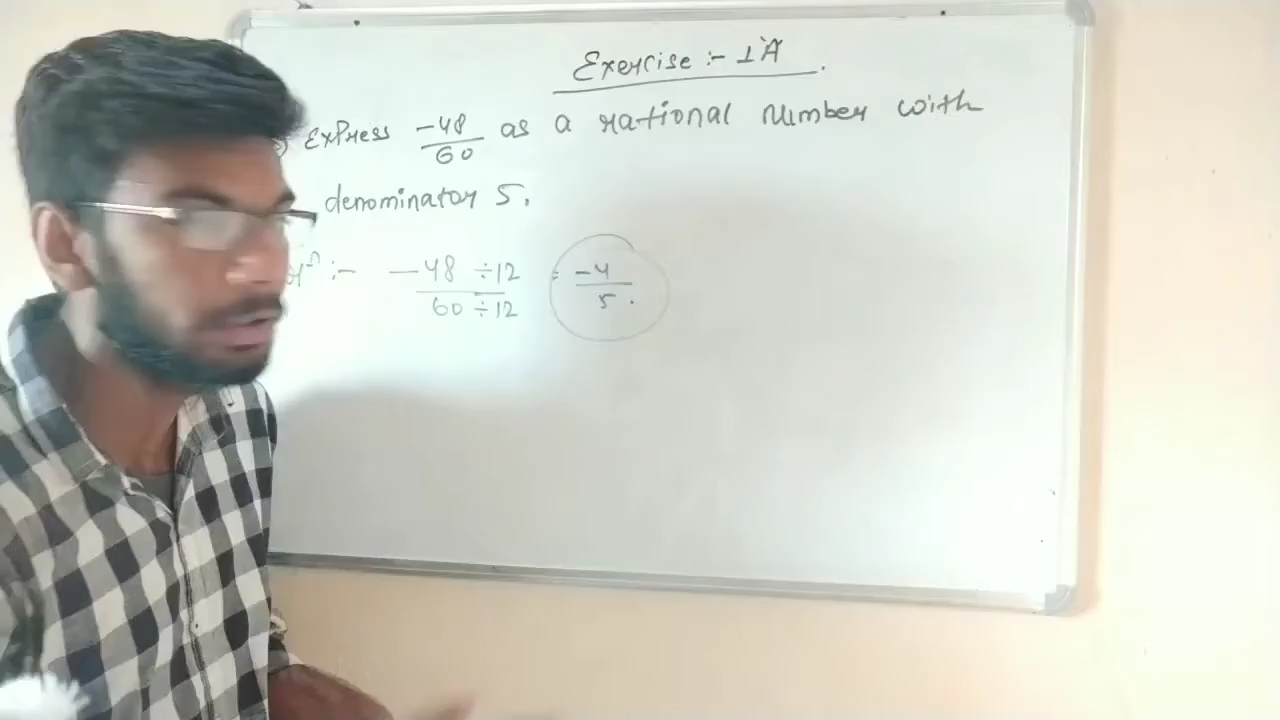 Exercise :- 1A
Express -48/60 as a rational number with
denominator 5.
:- -48 ÷12 / 60 ÷12 = -4/5.